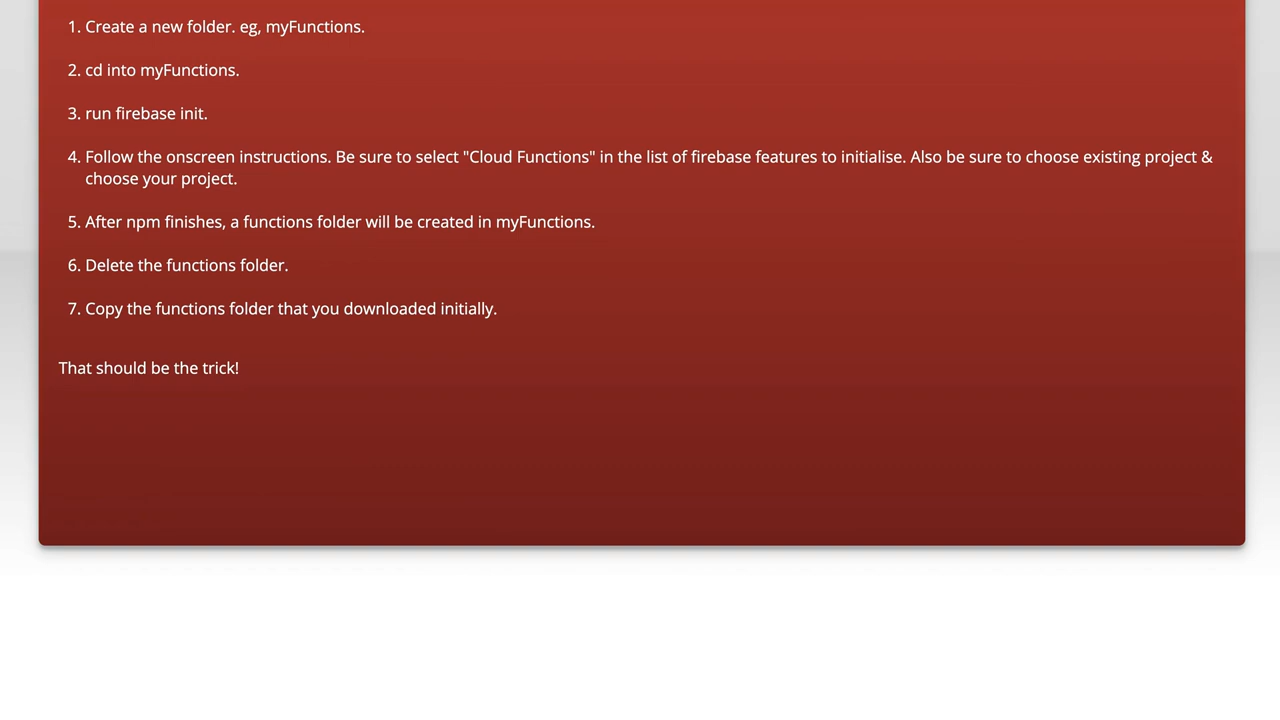 1. Create a new folder. eg, myFunctions.
2. cd into myFunctions.
3. run firebase init.
4. Follow the onscreen instructions. Be sure to select "Cloud Functions" in the list of firebase features to initialise. Also be sure to choose existing project &
choose your project.
5. After npm finishes, a functions folder will be created in myFunctions.
6. Delete the functions folder.
7. Copy the functions folder that you downloaded initially.
That should be the trick!